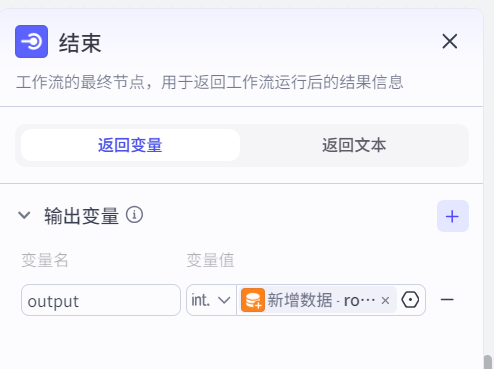 结束
工作流的最终节点，用于返回工作流运行后的结果信息
返回变量 返回文本
输出变量
变量名 变量值
output int. 新增数据 · ro···